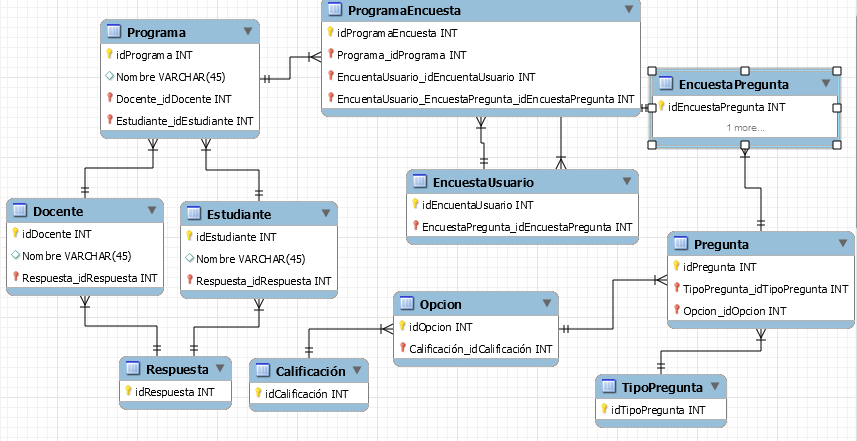 Programa
idPrograma INT
Nombre VARCHAR(45)
Docente_idDocente INT
Estudiante_idEstudiante INT
ProgramaEncuesta
idProgramaEncuesta INT
Programa_idPrograma INT
EncuentaUsuario_idEncuentaUsuario INT
EncuentaUsuario_EncuestaPregunta_idEncuestaPregunta INT
EncuestaPregunta
idEncuestaPregunta INT
1 more...
EncuestaUsuario
idEncuentaUsuario INT
EncuestaPregunta_idEncuestaPregunta INT
Docente
idDocente INT
Nombre VARCHAR(45)
Respuesta_idRespuesta INT
Estudiante
idEstudiante INT
Nombre VARCHAR(45)
Respuesta_idRespuesta INT
Pregunta
idPregunta INT
TipoPregunta_idTipoPregunta INT
Opcion_idOpcion INT
Opcion
idOpcion INT
Calificación_idCalificación INT
Respuesta
idRespuesta INT
Calificación
idCalificación INT
TipoPregunta
idTipoPregunta INT